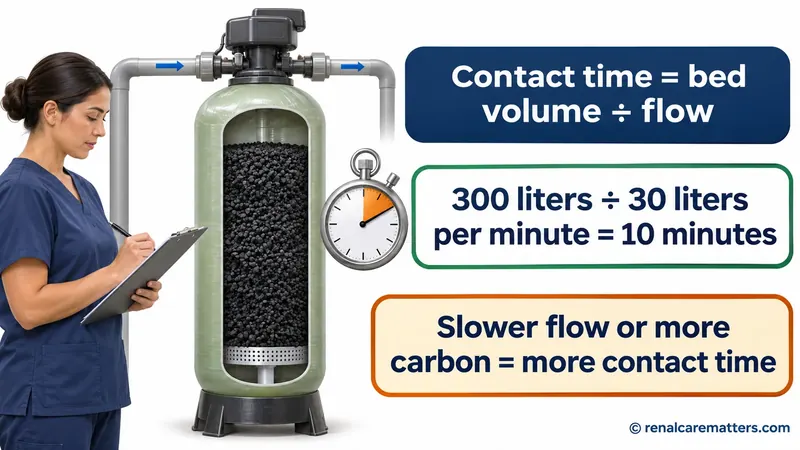 Contact time = bed
volume ÷ flow
300 liters ÷ 30 liters
per minute = 10 minutes
Slower flow or more
carbon = more contact time
© renalcarematters.com